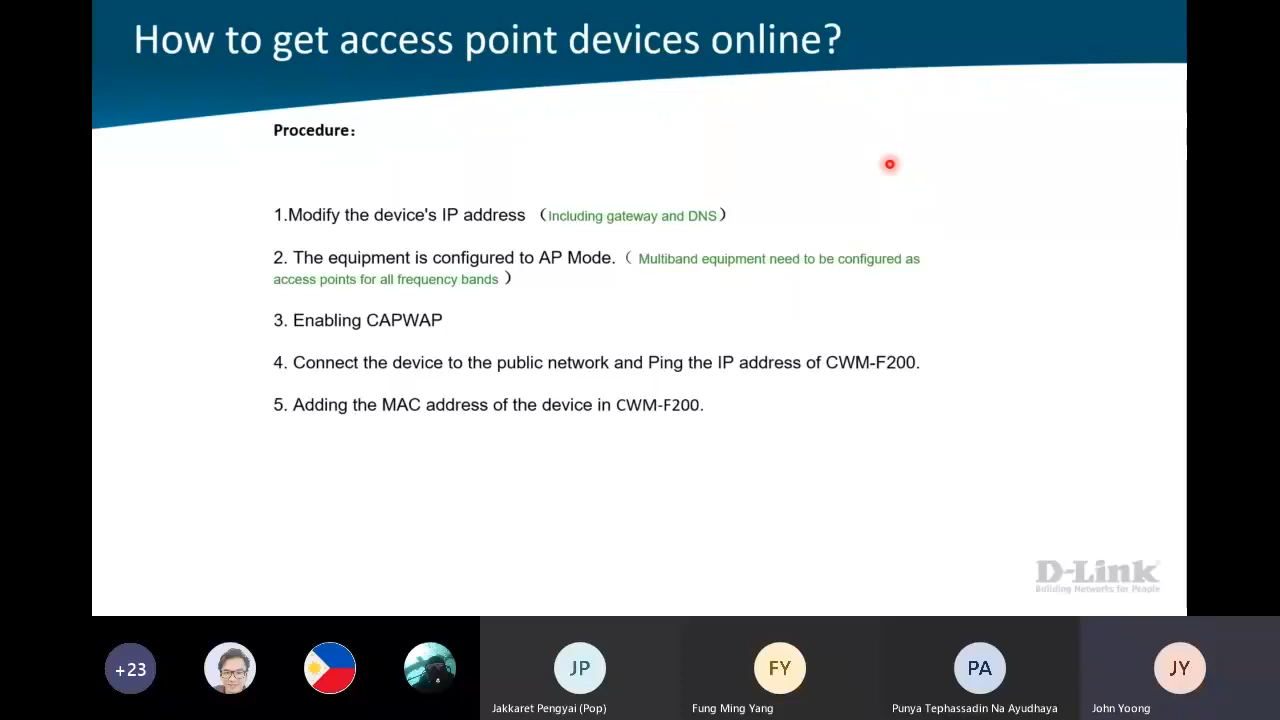 How to get access point devices online?
Procedure：
1.Modify the device's IP address （Including gateway and DNS）
2. The equipment is configured to AP Mode.（ Multiband equipment need to be configured as
access points for all frequency bands ）
3. Enabling CAPWAP
4. Connect the device to the public network and Ping the IP address of CWM-F200.
5. Adding the MAC address of the device in CWM-F200.
D-Link
Building Networks for People
+23
JP
FY
PA
JY
Jakkaret Pengyai (Pop)
Fung Ming Yang
Punya Tephassadin Na Ayudhaya
John Yoong